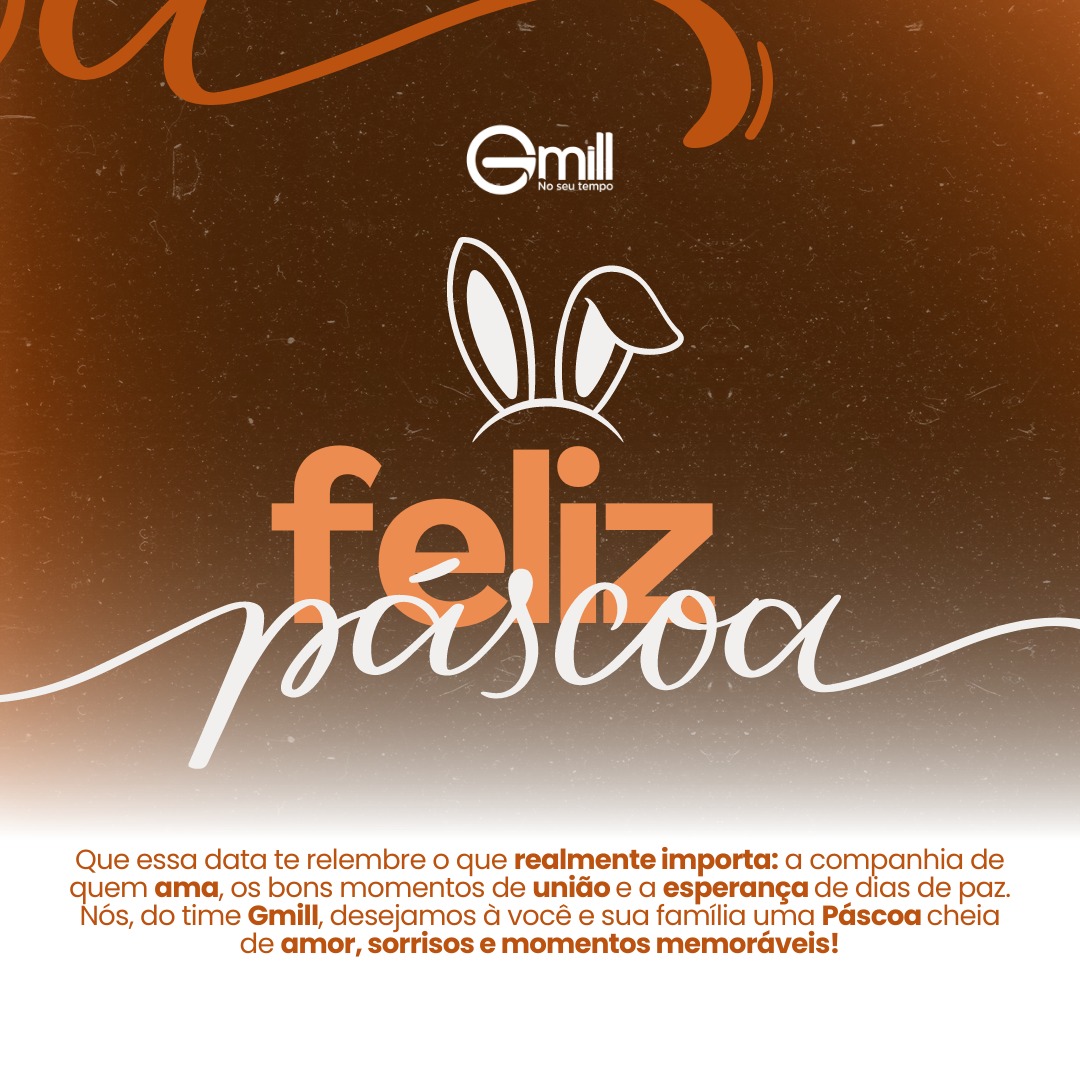 Gmill
No seu tempo
feliz
páscoa
Que essa data te relembre o que realmente importa: a companhia de
quem ama, os bons momentos de união e a esperança de dias de paz.
Nós, do time Gmill, desejamos à você e sua família uma Páscoa cheia
de amor, sorrisos e momentos memoráveis!